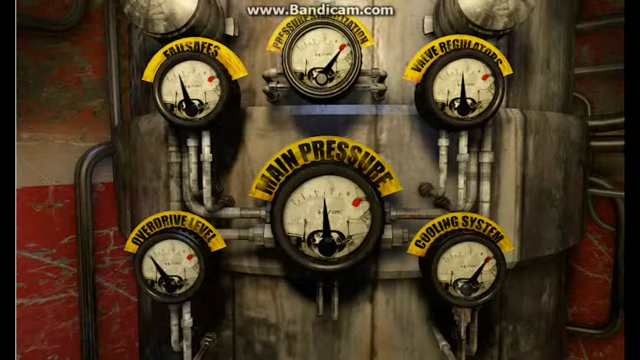 www.Bandicam.com
FAILSAFES
VALVE REGULATORS
MAIN PRESSURE
OVERDRIVE LEVEL
COOLING SYSTEM